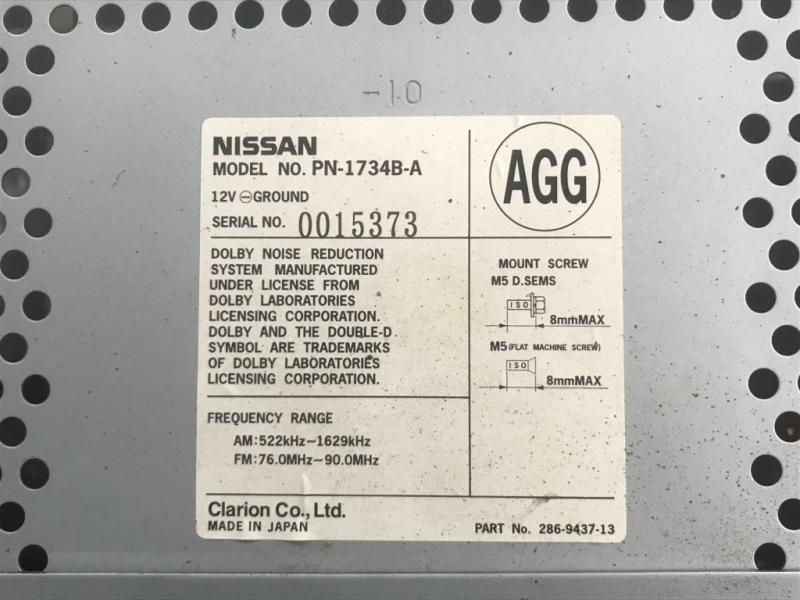 -10
NISSAN
MODEL NO. PN-1734B-A
12V ⊖GROUND
SERIAL NO. 0015373
AGG
DOLBY NOISE REDUCTION
SYSTEM MANUFACTURED
UNDER LICENSE FROM
DOLBY LABORATORIES
LICENSING CORPORATION.
DOLBY AND THE DOUBLE-D
SYMBOL ARE TRADEMARKS
OF DOLBY LABORATORIES
LICENSING CORPORATION.
MOUNT SCREW
M5 D.SEMS
ISO
8mmMAX
M5 (FLAT MACHINE SCREW)
ISO
8mmMAX
FREQUENCY RANGE
AM:522kHz~1629kHz
FM:76.0MHz~90.0MHz
Clarion Co., Ltd.
MADE IN JAPAN
PART No. 286-9437-13